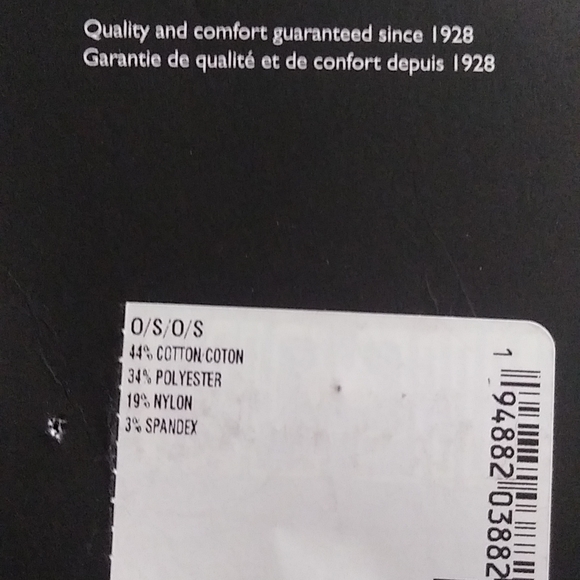 Quality and comfort guaranteed since 1928
Garantie de qualité et de confort depuis 1928
O/S/O/S
44% COTTON/COTON
34% POLYESTER
19% NYLON
3% SPANDEX
1 94882 03882